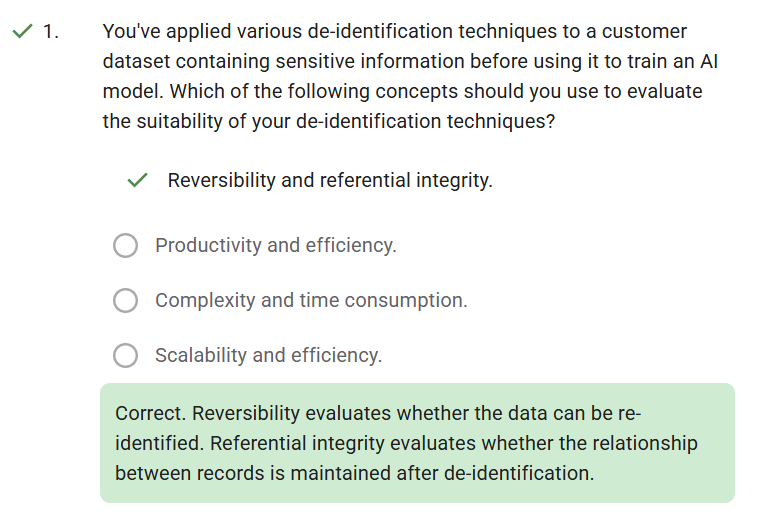 1. You've applied various de-identification techniques to a customer
dataset containing sensitive information before using it to train an AI
model. Which of the following concepts should you use to evaluate
the suitability of your de-identification techniques?
Reversibility and referential integrity.
Productivity and efficiency.
Complexity and time consumption.
Scalability and efficiency.
Correct. Reversibility evaluates whether the data can be re-
identified. Referential integrity evaluates whether the relationship
between records is maintained after de-identification.